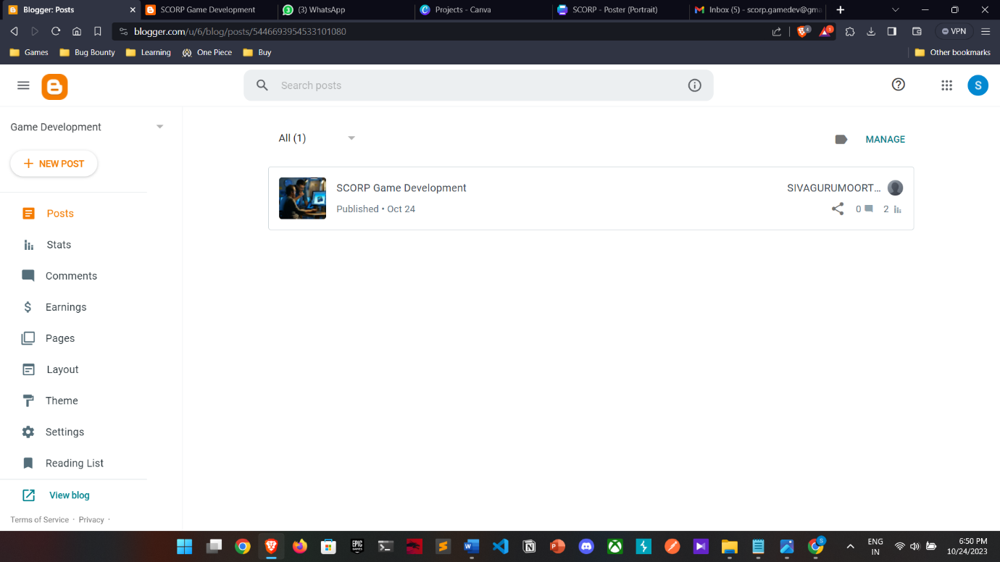 Blogger: Posts
SCORP Game Development
(3) WhatsApp
Projects - Canva
SCORP - Poster (Portrait)
Inbox (5) - scorp.gamedev@gma
blogger.com/u/6/blog/posts/5446693954533101080
4
1
VPN
Games
Bug Bounty
Learning
One Piece
Buy
Other bookmarks
Search posts
S
Game Development
All (1)
MANAGE
NEW POST
SCORP Game Development
SIVAGURUMOORT...
Published • Oct 24
0
2
Posts
Stats
Comments
Earnings
Pages
Layout
Theme
Settings
Reading List
View blog
Terms of Service · Privacy ·
EPIC GAMES
ENG
IN
6:50 PM
10/24/2023